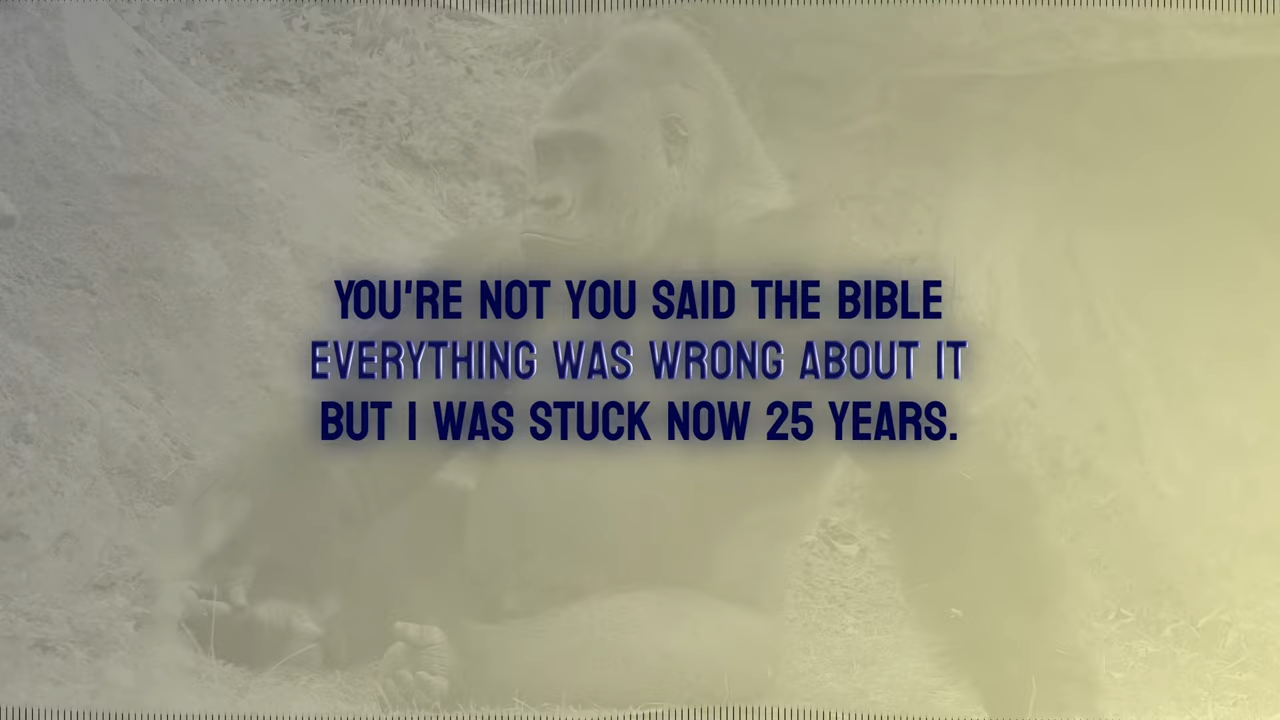 YOU'RE NOT YOU SAID THE BIBLE
EVERYTHING WAS WRONG ABOUT IT
BUT I WAS STUCK NOW 25 YEARS.